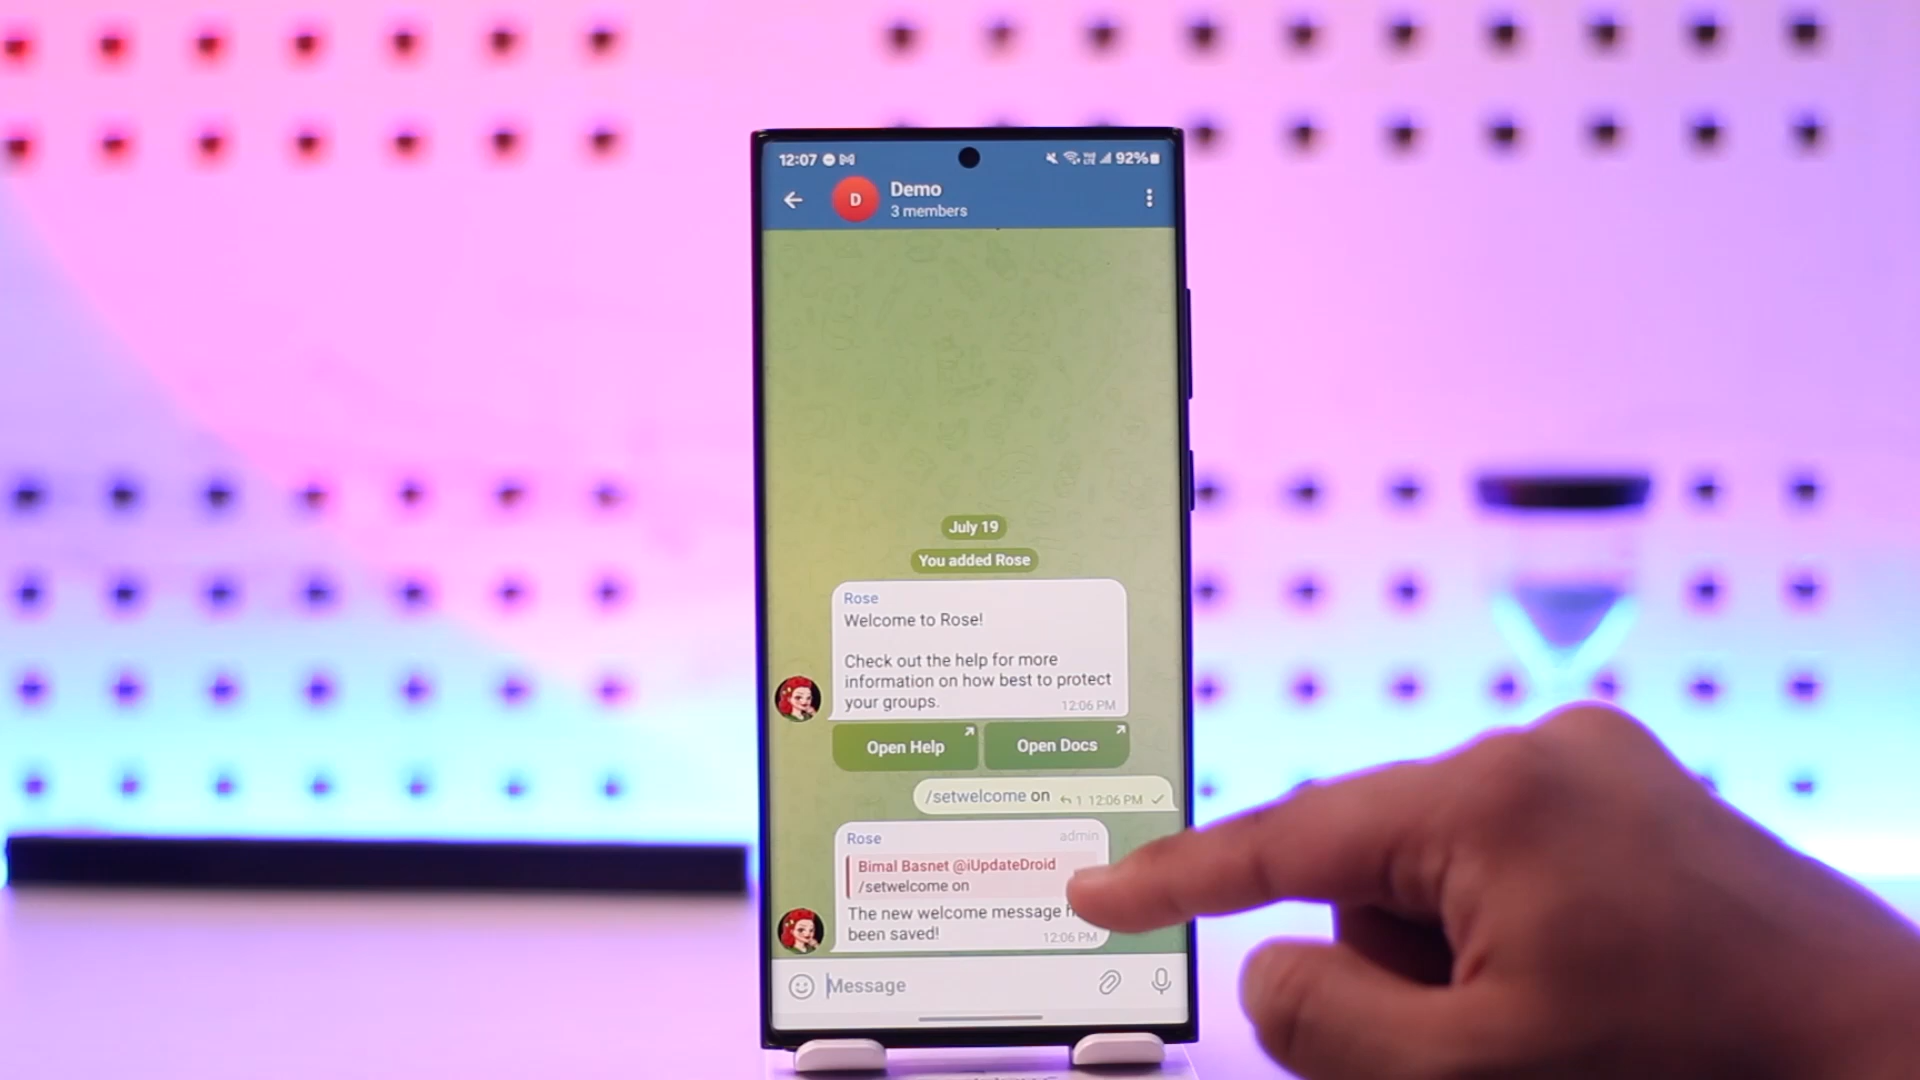 12:07
92%
D
Demo
3 members
July 19
You added Rose
Rose
Welcome to Rose!
Check out the help for more
information on how best to protect
your groups.
12:06 PM
Open Help
Open Docs
/setwelcome on
1 12:06 PM
Rose
admin
Bimal Basnet @iUpdateDroid
/setwelcome on
The new welcome message
been saved!
12:06 PM
Message